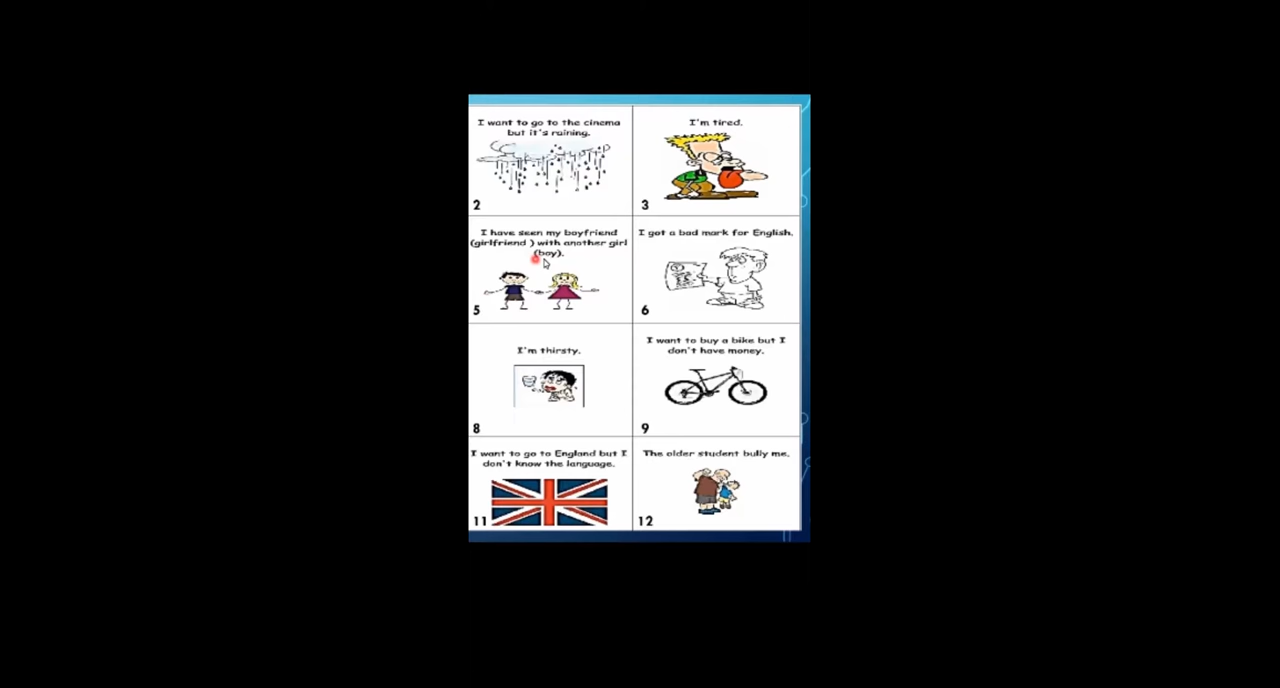 I want to go to the cinema
but it's raining.
2
I'm tired.
3
I have seen my boyfriend
(girlfriend ) with another girl
(boy).
5
I got a bad mark for English.
6
I'm thirsty.
8
I want to buy a bike but I
don't have money.
9
I want to go to England but I
don't know the language.
11
The older student bully me.
12